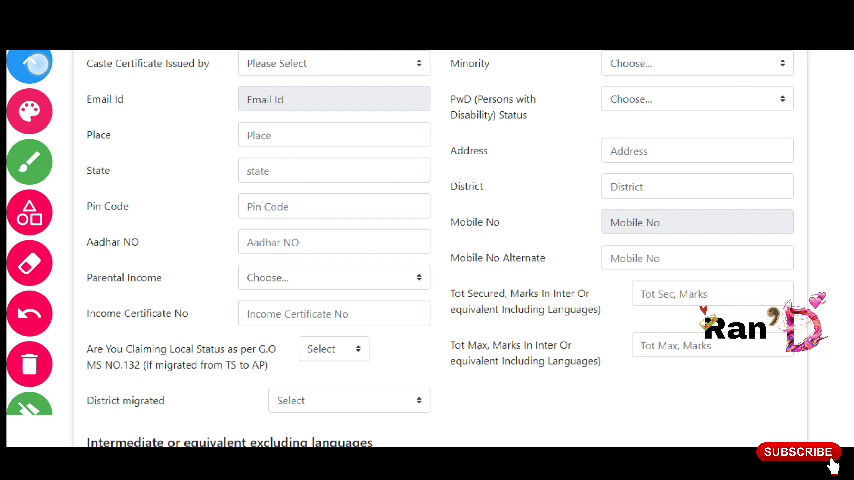 Caste Certificate Issued by
Please Select
Email Id
Email Id
Place
Place
State
state
Pin Code
Pin Code
Aadhar NO
Aadhar NO
Parental Income
Choose...
Income Certificate No
Income Certificate No
Are You Claiming Local Status as per G.O
MS NO.132 (If migrated from TS to AP)
Select
District migrated
Select
Intermediate or equivalent excluding languages
Minority
Choose...
PwD (Persons with
Disability) Status
Choose...
Address
Address
District
District
Mobile No
Mobile No
Mobile No Alternate
Mobile No
Tot Secured, Marks In Inter Or
equivalent Including Languages)
Tot Sec, Marks
Tot Max, Marks In Inter Or
equivalent Including Languages)
Tot Max, Marks
Ran'D
SUBSCRIBE